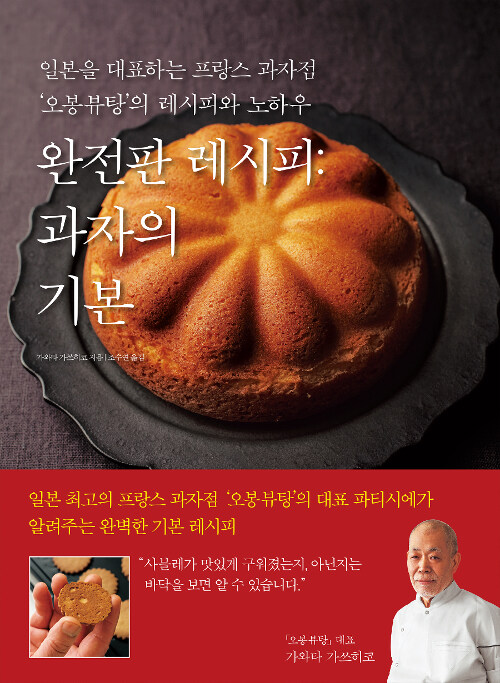 일본을 대표하는 프랑스 과자점
‘오봉뷰탕’의 레시피와 노하우
완전판 레시피:
과자의
기본
가와타 가쓰히코 지음 | 조수연 옮김
일본 최고의 프랑스 과자점 ‘오봉뷰탕’의 대표 파티시에가
알려주는 완벽한 기본 레시피
“사블레가 맛있게 구워졌는지, 아닌지는
바닥을 보면 알 수 있습니다.”
「오봉뷰탕」 대표
가와타 가쓰히코